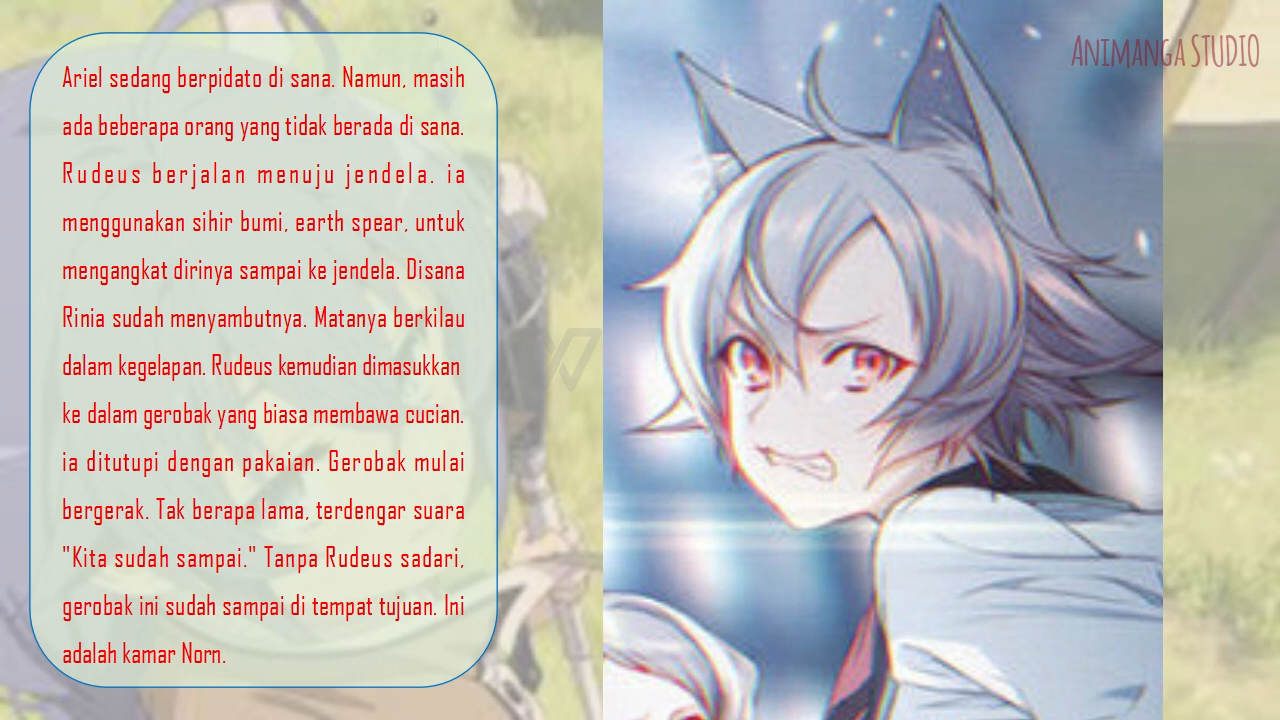 Ariel sedang berpidato di sana. Namun, masih
ada beberapa orang yang tidak berada di sana.
Rudeus berjalan menuju jendela. ia
menggunakan sihir bumi, earth spear, untuk
mengangkat dirinya sampai ke jendela. Disana
Rinia sudah menyambutnya. Matanya berkilau
dalam kegelapan. Rudeus kemudian dimasukkan
ke dalam gerobak yang biasa membawa cucian.
ia ditutupi dengan pakaian. Gerobak mulai
bergerak. Tak berapa lama, terdengar suara
"Kita sudah sampai." Tanpa Rudeus sadari,
gerobak ini sudah sampai di tempat tujuan. Ini
adalah kamar Norn.
ANIMANGA STUDIO